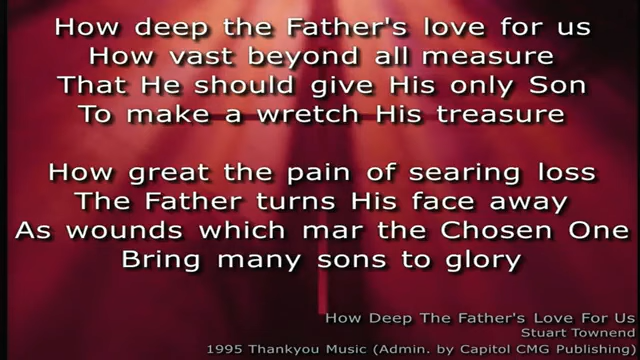 How deep the Father's love for us
How vast beyond all measure
That He should give His only Son
To make a wretch His treasure
How great the pain of searing loss
The Father turns His face away
As wounds which mar the Chosen One
Bring many sons to glory
How Deep The Father's Love For Us
Stuart Townend
1995 Thankyou Music (Admin. by Capitol CMG Publishing)